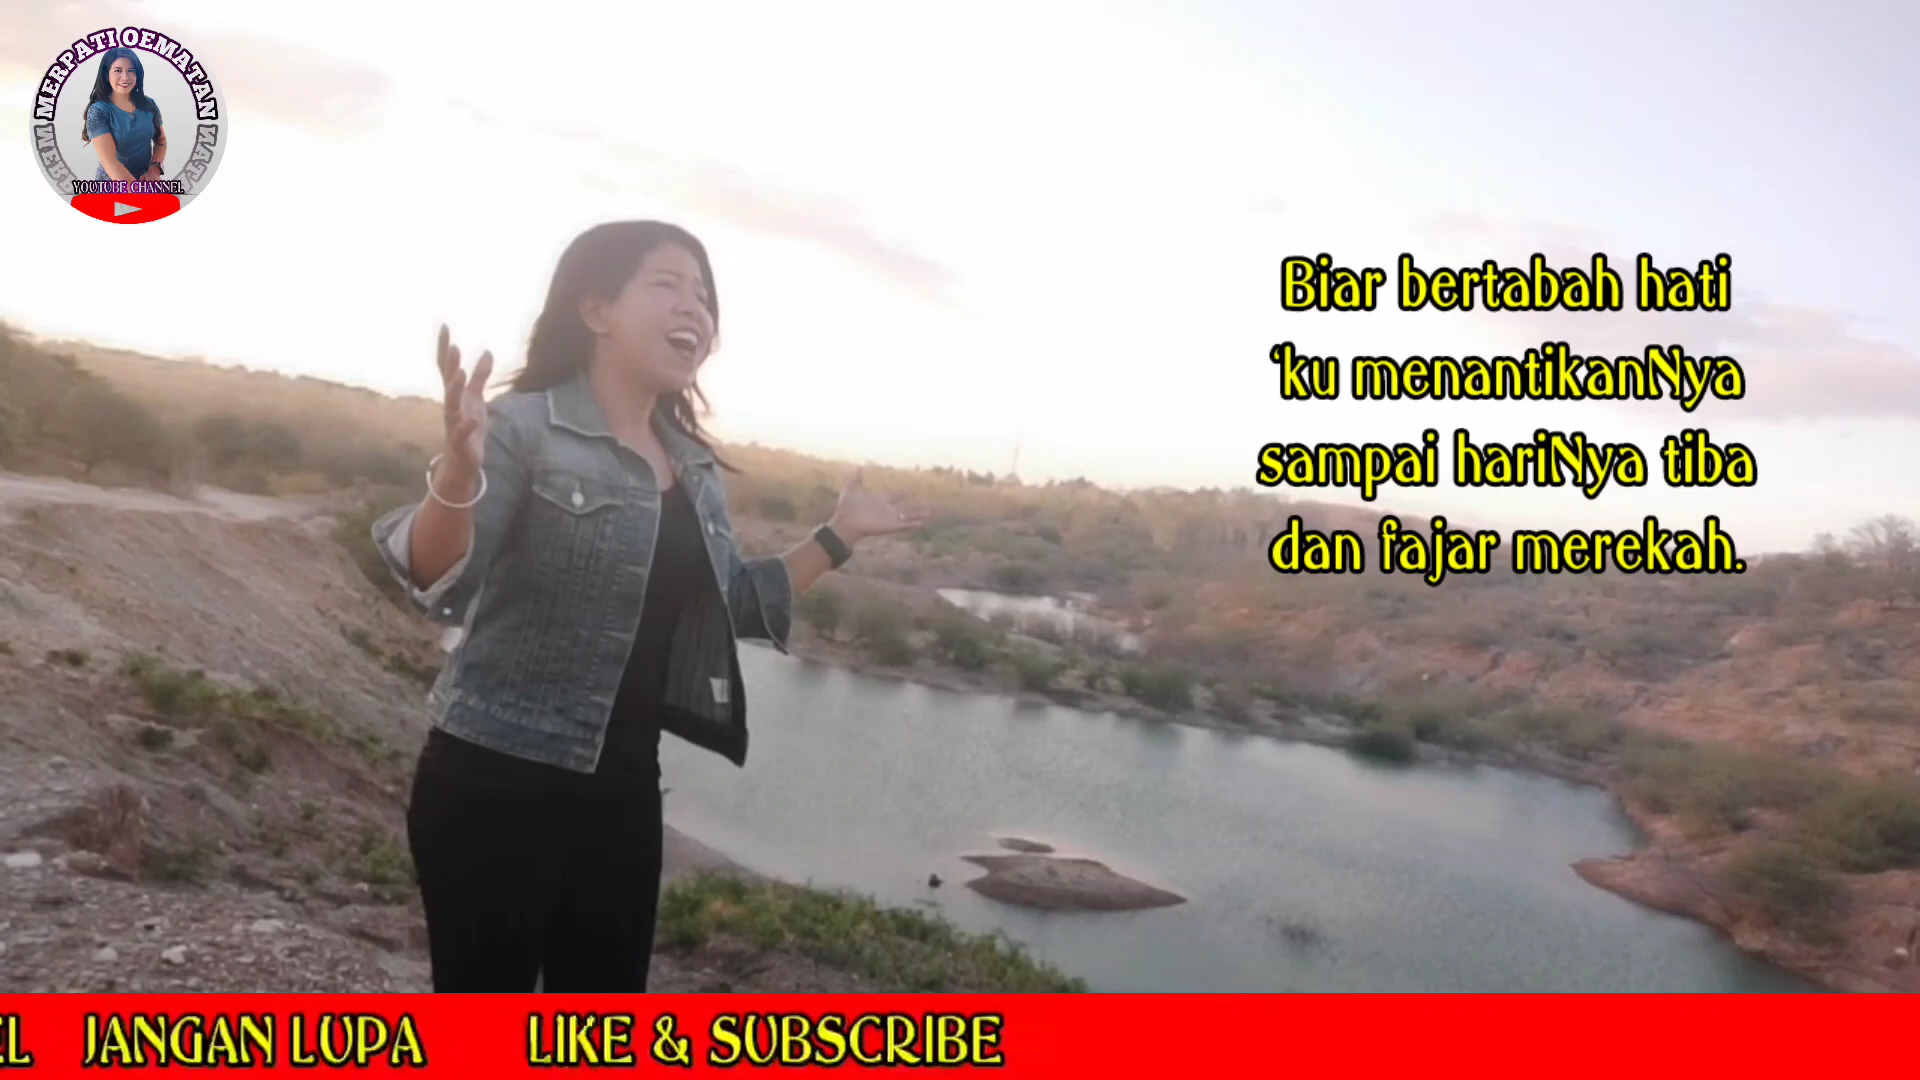 MERPATI OEMATAN
YOUTUBE CHANNEL
Biar bertabah hati
‘ku menantikanNya
sampai hariNya tiba
dan fajar merekah.
EL JANGAN LUPA LIKE & SUBSCRIBE